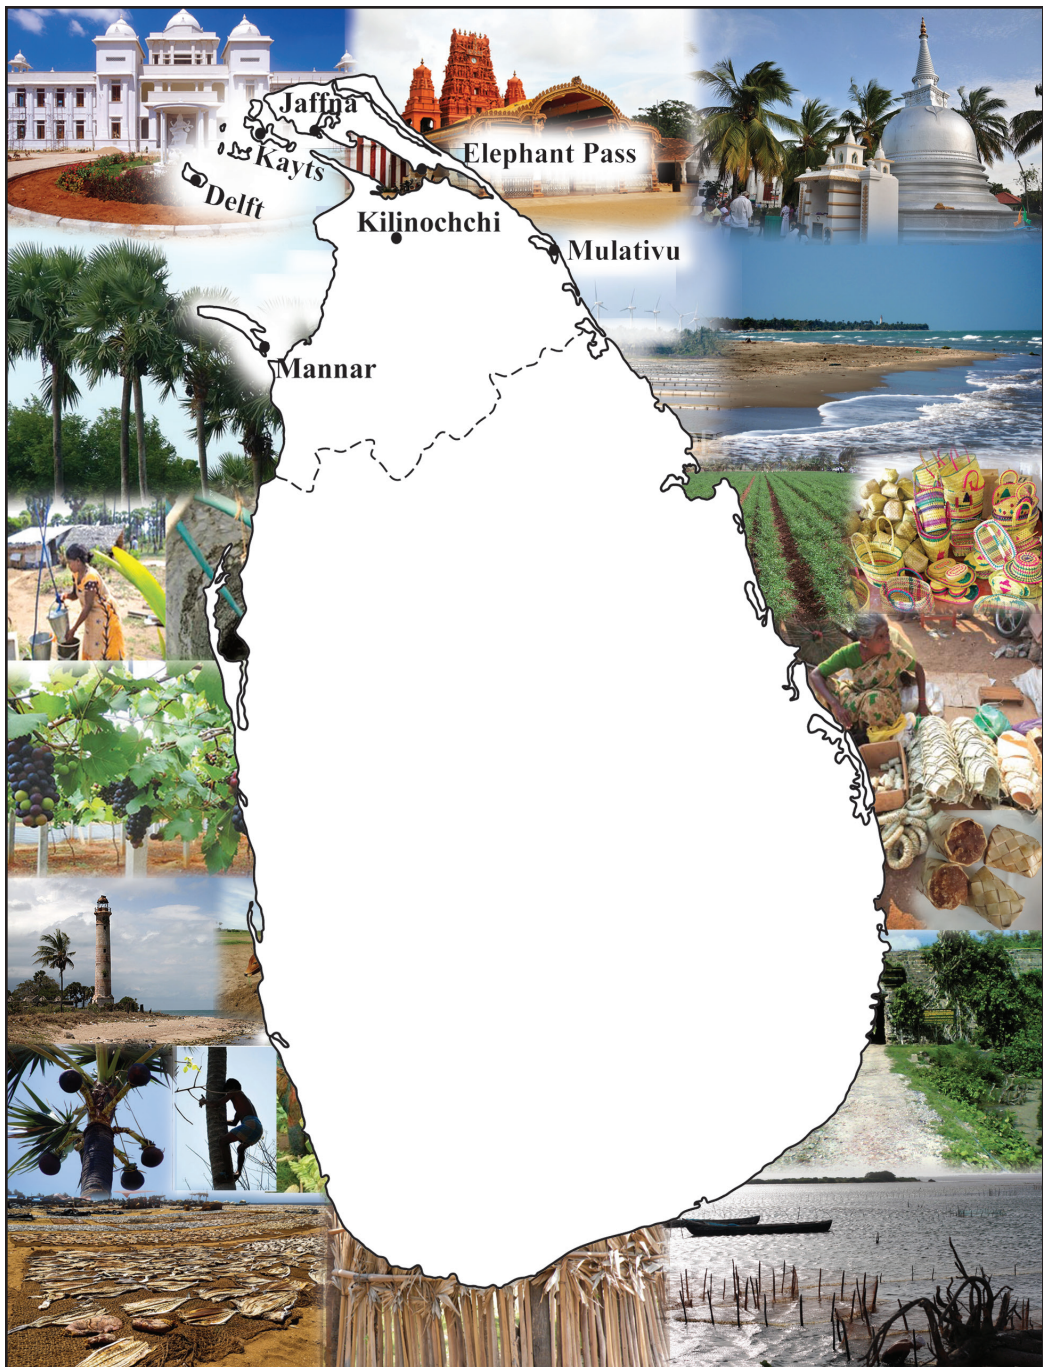 Jaffna
Kayts
Delft
Elephant Pass
Kilinochchi
Mulativu
Mannar